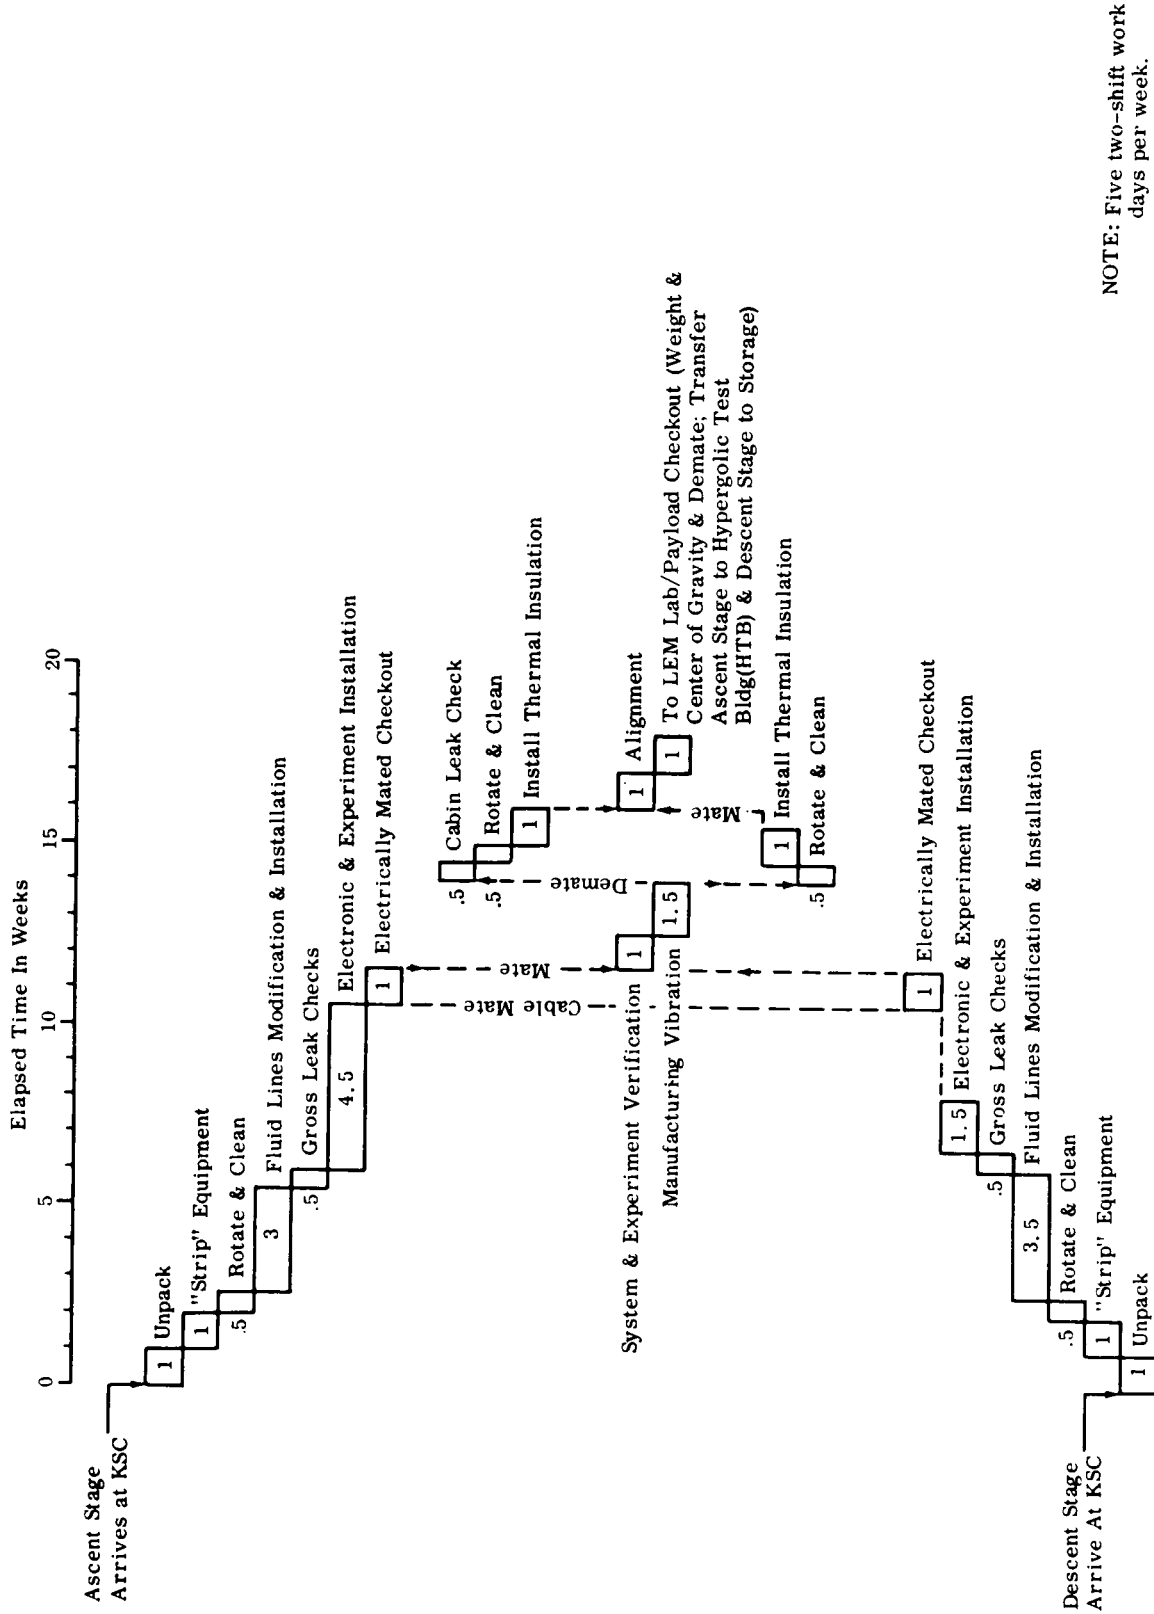 Elapsed Time In Weeks
0
5
10
15
20
Ascent Stage
Arrives at KSC
1
Unpack
1
"Strip" Equipment
.5
Rotate & Clean
3
Fluid Lines Modification & Installation
.5
Gross Leak Checks
4.5
Electronic & Experiment Installation
1
Electrically Mated Checkout
Cable Mate
Mate
.5
Cabin Leak Check
.5
Rotate & Clean
1
Install Thermal Insulation
System & Experiment Verification
1
Manufacturing Vibration
1.5
Demate
1
Alignment
1
To LEM Lab/Payload Checkout (Weight &
Center of Gravity & Demate; Transfer
Ascent Stage to Hypergolic Test
Bldg(HTB) & Descent Stage to Storage)
Mate
1
Install Thermal Insulation
.5
Rotate & Clean
1
Electrically Mated Checkout
1.5
Electronic & Experiment Installation
.5
Gross Leak Checks
3.5
Fluid Lines Modification & Installation
.5
Rotate & Clean
1
"Strip" Equipment
1
Unpack
Descent Stage
Arrive At KSC
NOTE: Five two-shift work
days per week.